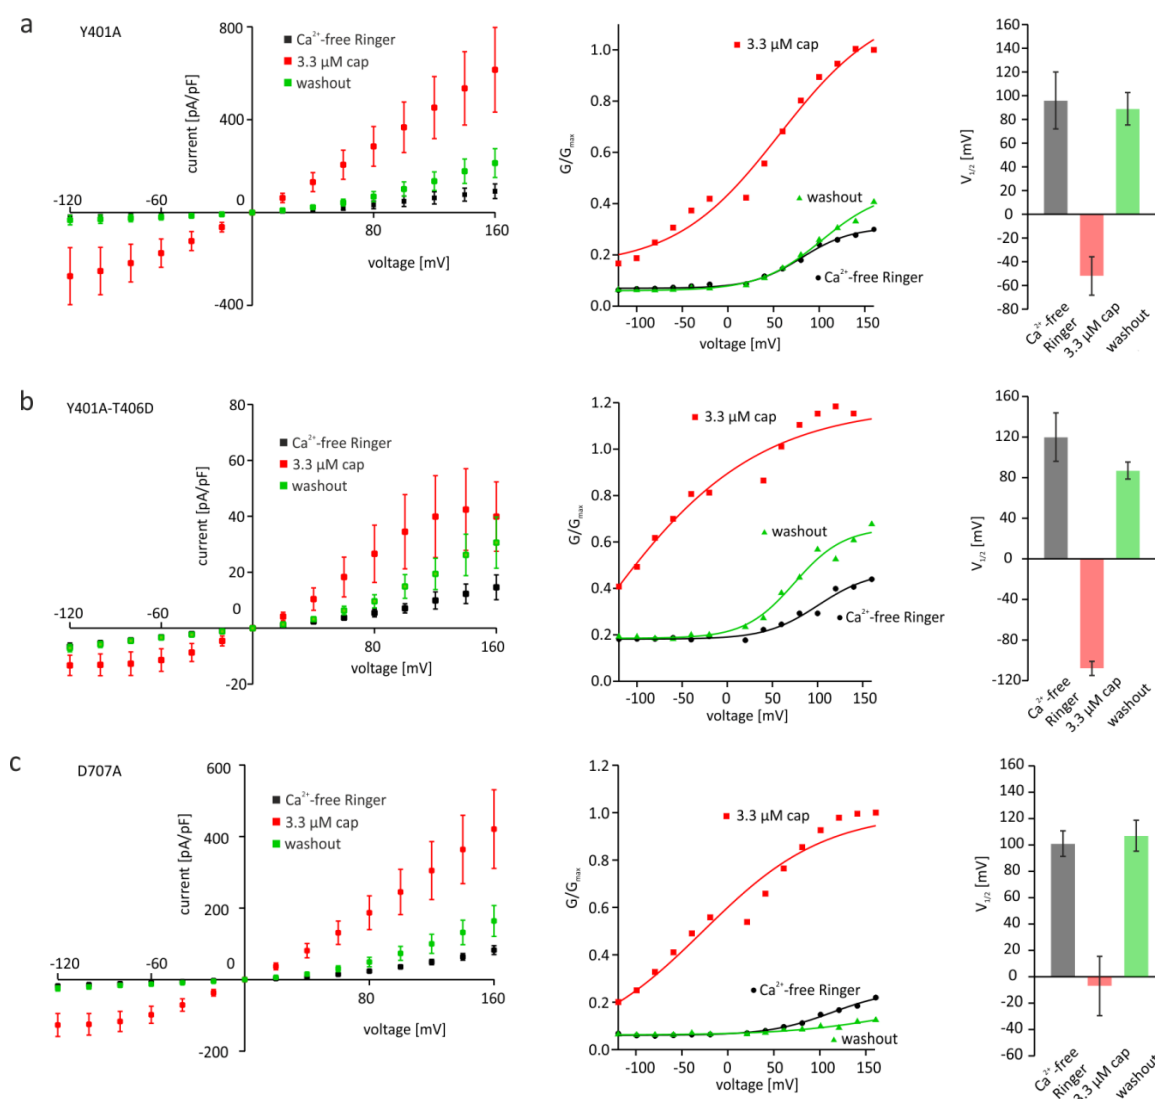 a
Y401A
800
400
0
-400
current [pA/pF]
Ca²⁺-free Ringer
3.3 µM cap
washout
-120
-60
80
160
voltage [mV]
1.0
0.8
0.6
0.4
0.2
0.0
G/Gmax
3.3 µM cap
washout
Ca²⁺-free Ringer
-100
-50
0
50
100
150
voltage [mV]
160
140
120
100
80
60
40
20
0
-20
-40
-60
-80
V1/2 [mV]
Ca²⁺-free
Ringer
3.3 µM cap
washout
b
Y401A-T406D
80
60
40
20
0
-20
current [pA/pF]
Ca²⁺-free Ringer
3.3 µM cap
washout
-120
-60
80
160
voltage [mV]
1.2
1.0
0.8
0.6
0.4
0.2
0.0
G/Gmax
3.3 µM cap
washout
Ca²⁺-free Ringer
-100
-50
0
50
100
150
voltage [mV]
160
120
80
40
0
-40
-80
-120
V1/2 [mV]
Ca²⁺-free
Ringer
3.3 µM cap
washout
c
D707A
600
400
200
0
-200
current [pA/pF]
Ca²⁺-free Ringer
3.3 µM cap
washout
-120
-60
80
160
voltage [mV]
1.2
1.0
0.8
0.6
0.4
0.2
0.0
G/Gmax
3.3 µM cap
Ca²⁺-free Ringer
washout
-100
-50
0
50
100
150
voltage [mV]
160
140
120
100
80
60
40
20
0
-20
-40
-60
V1/2 [mV]
Ca²⁺-free
Ringer
3.3 µM cap
washout